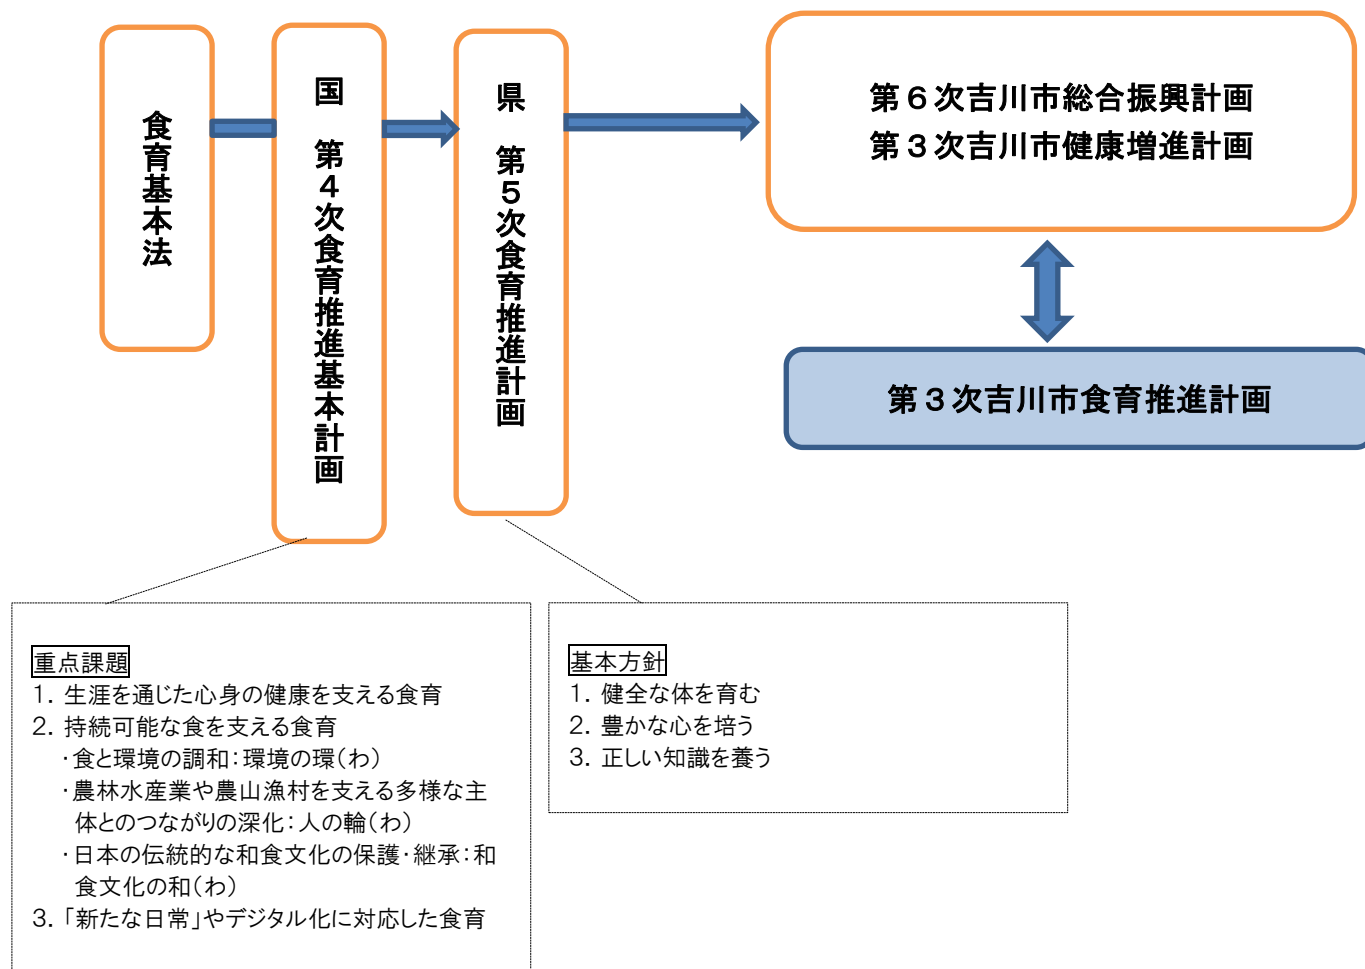 食育基本法
国　第４次食育推進基本計画
県　第５次食育推進計画
第６次吉川市総合振興計画
第３次吉川市健康増進計画
第３次吉川市食育推進計画
重点課題
1. 生涯を通じた心身の健康を支える食育
2. 持続可能な食を支える食育
・食と環境の調和：環境の環（わ）
・農林水産業や農山漁村を支える多様な主
体とのつながりの深化：人の輪（わ）
・日本の伝統的な和食文化の保護・継承：和
食文化の和（わ）
3. 「新たな日常」やデジタル化に対応した食育
基本方針
1. 健全な体を育む
2. 豊かな心を培う
3. 正しい知識を養う